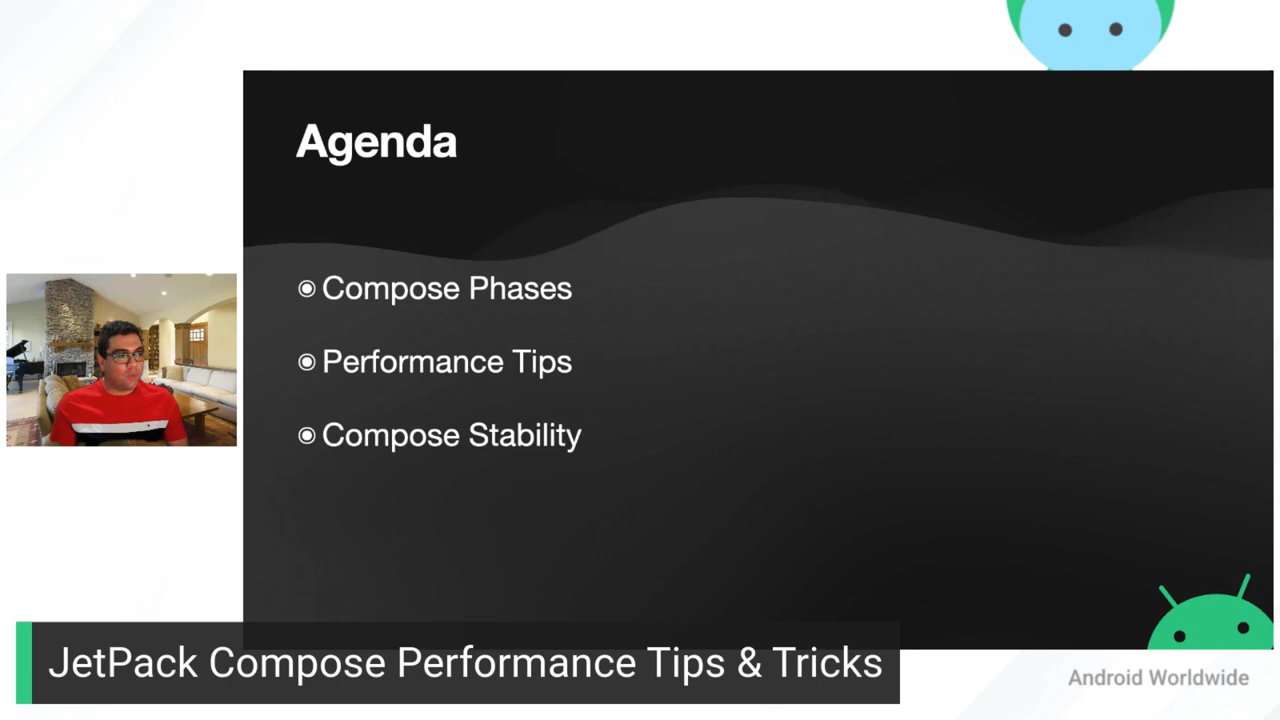 Agenda
Compose Phases
Performance Tips
Compose Stability
JetPack Compose Performance Tips & Tricks
Android Worldwide